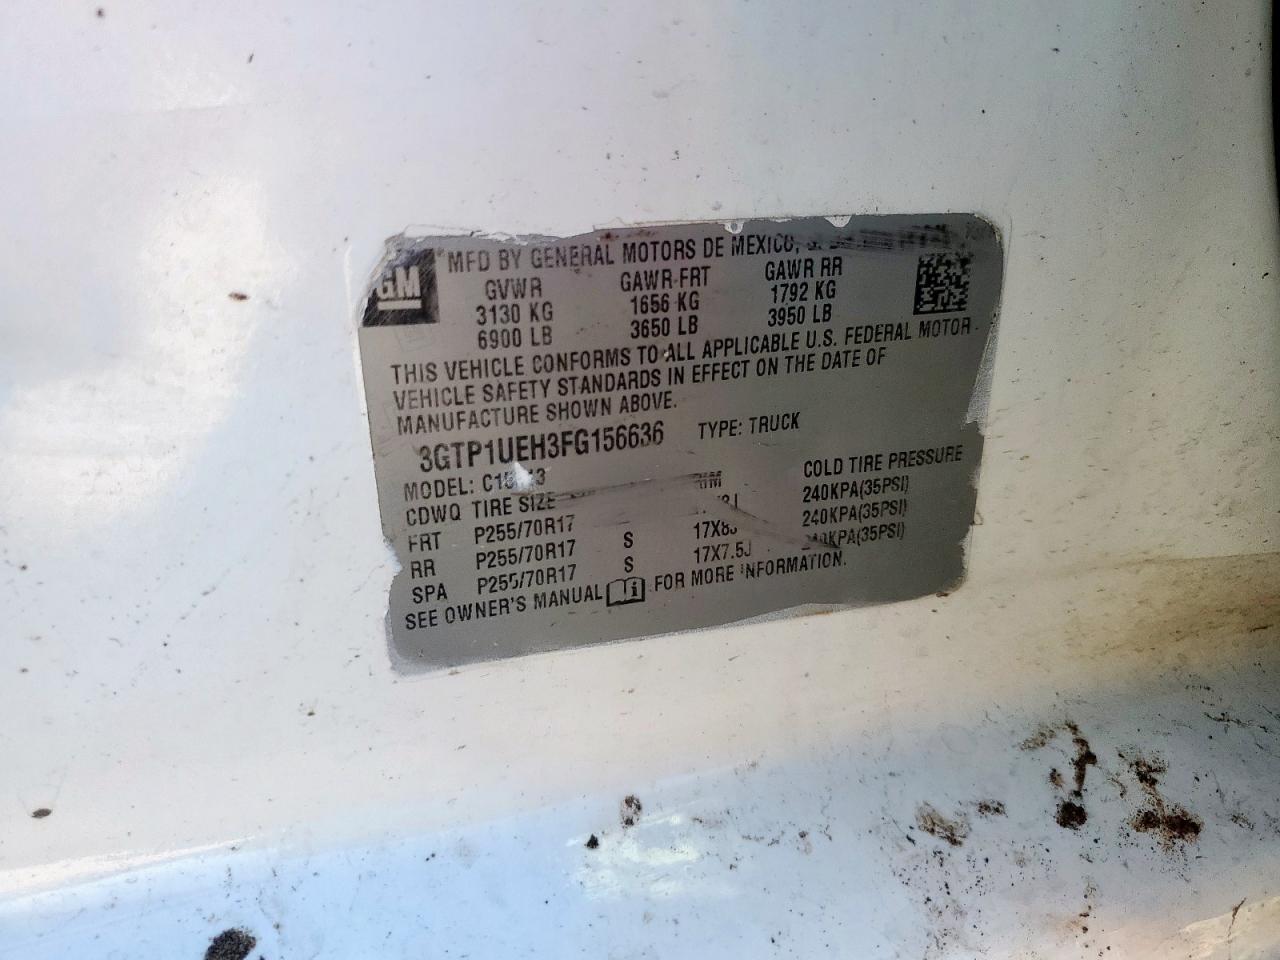 GM
MFD BY GENERAL MOTORS DE MEXICO,
GVWR GAWR FRT GAWR RR
3130 KG 1656 KG 1792 KG
6900 LB 3650 LB 3950 LB
THIS VEHICLE CONFORMS TO ALL APPLICABLE U.S. FEDERAL MOTOR
VEHICLE SAFETY STANDARDS IN EFFECT ON THE DATE OF
MANUFACTURE SHOWN ABOVE.
3GTP1UEH3FG156636 TYPE: TRUCK
MODEL:
CDWQ TIRE SIZE COLD TIRE PRESSURE
FRT P255/70R17 240KPA(35PSI)
RR P255/70R17 S 17X8J 240KPA(35PSI)
SPA P255/70R17 S 17X7.5J 240KPA(35PSI)
SEE OWNER'S MANUAL FOR MORE INFORMATION.